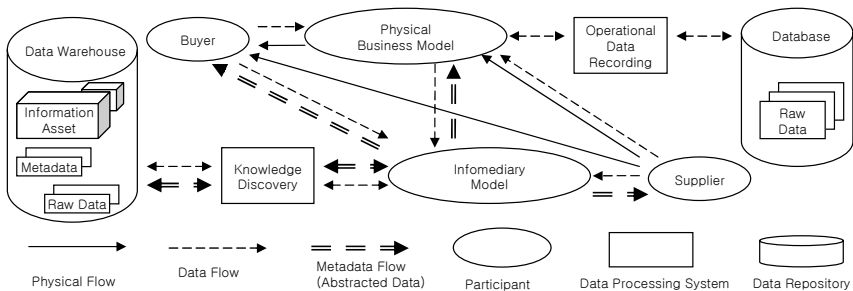 Data Warehouse
Buyer
Physical
Business Model
Operational
Data
Recording
Database
Information
Asset
Raw
Data
Metadata
Knowledge
Discovery
Infomediary
Model
Supplier
Raw Data
Physical Flow
Data Flow
Metadata Flow
(Abstracted Data)
Participant
Data Processing System
Data Repository